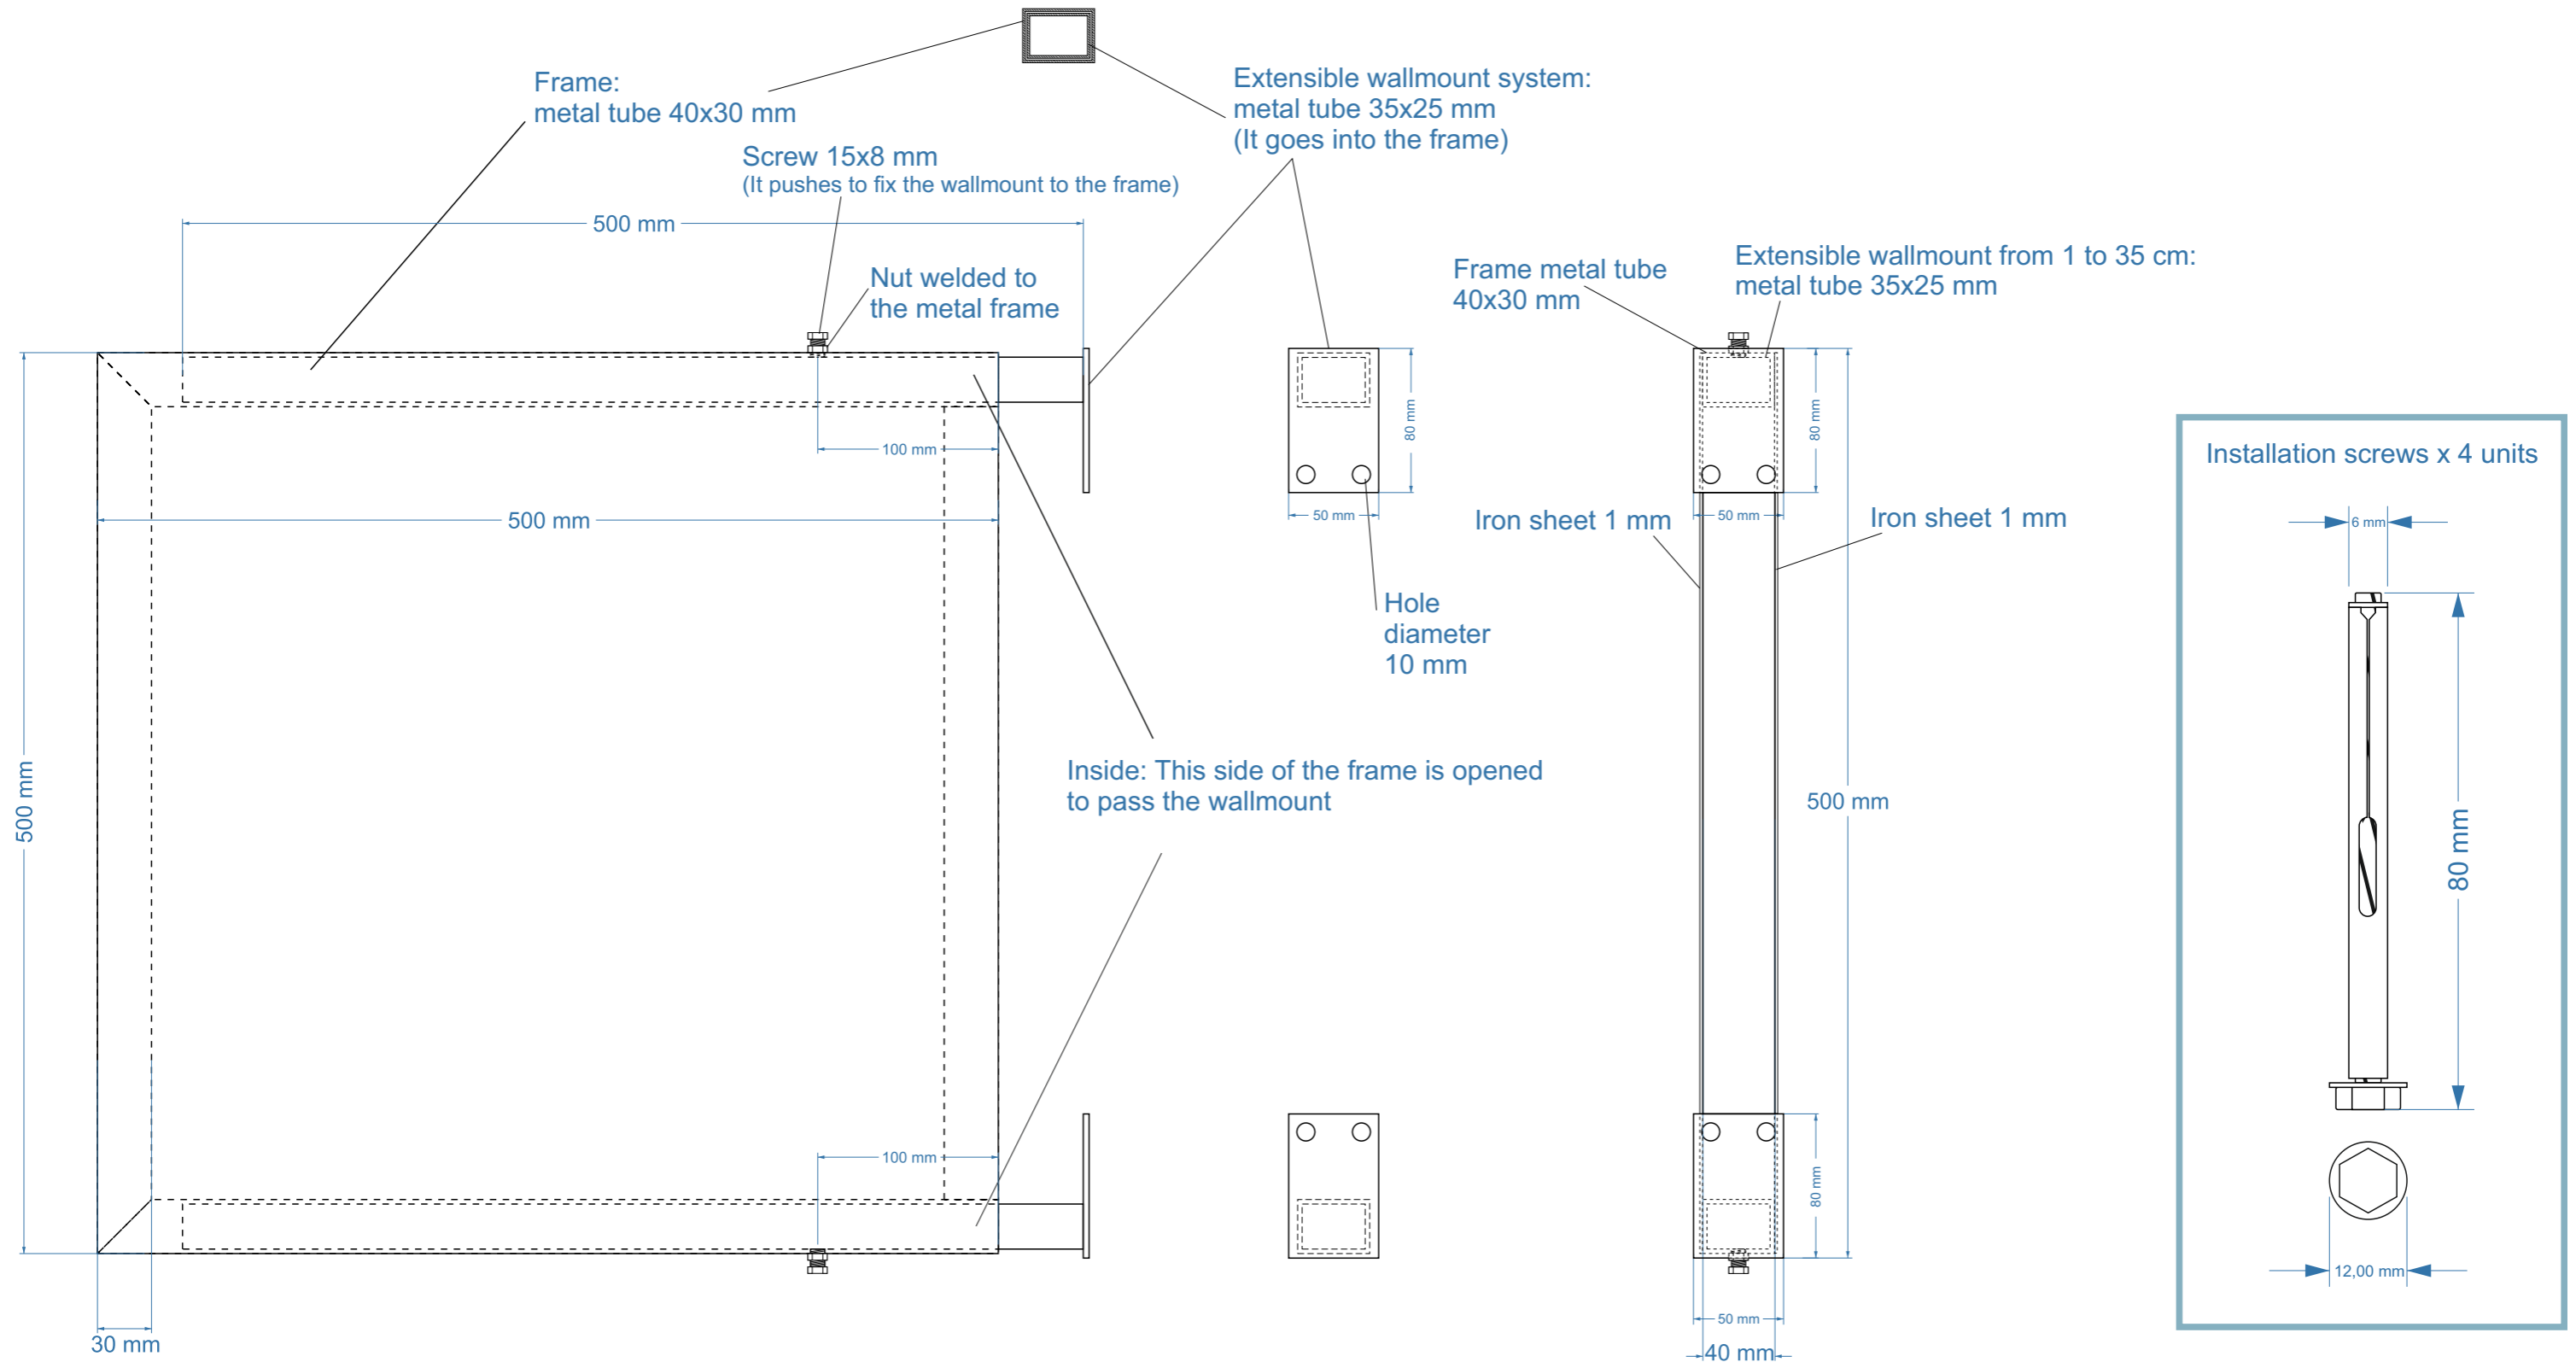 Frame:
metal tube 40x30 mm
Extensible wallmount system:
metal tube 35x25 mm
(It goes into the frame)
Screw 15x8 mm
(It pushes to fix the wallmount to the frame)
500 mm
Nut welded to
the metal frame
Frame metal tube
40x30 mm
Extensible wallmount from 1 to 35 cm:
metal tube 35x25 mm
80 mm
80 mm
100 mm
Installation screws x 4 units
500 mm
50 mm
50 mm
Iron sheet 1 mm
Iron sheet 1 mm
6 mm
Hole
diameter
10 mm
Inside: This side of the frame is opened
to pass the wallmount
500 mm
500 mm
80 mm
100 mm
80 mm
12,00 mm
50 mm
30 mm
40 mm